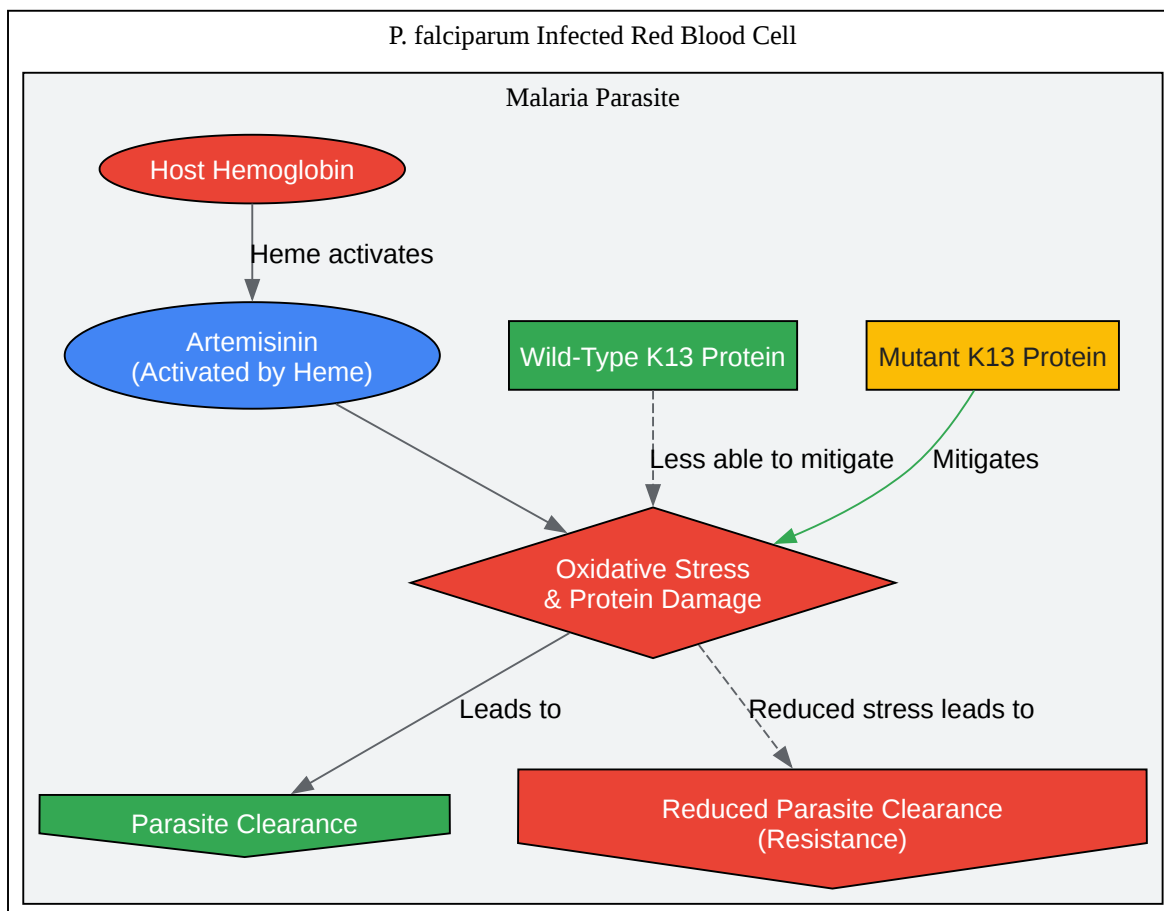 P. falciparum Infected Red Blood Cell
Malaria Parasite
Host Hemoglobin
Heme activates
Artemisinin
(Activated by Heme)
Wild-Type K13 Protein
Mutant K13 Protein
Less able to mitigate
Mitigates
Oxidative Stress
& Protein Damage
Leads to
Reduced stress leads to
Parasite Clearance
Reduced Parasite Clearance
(Resistance)